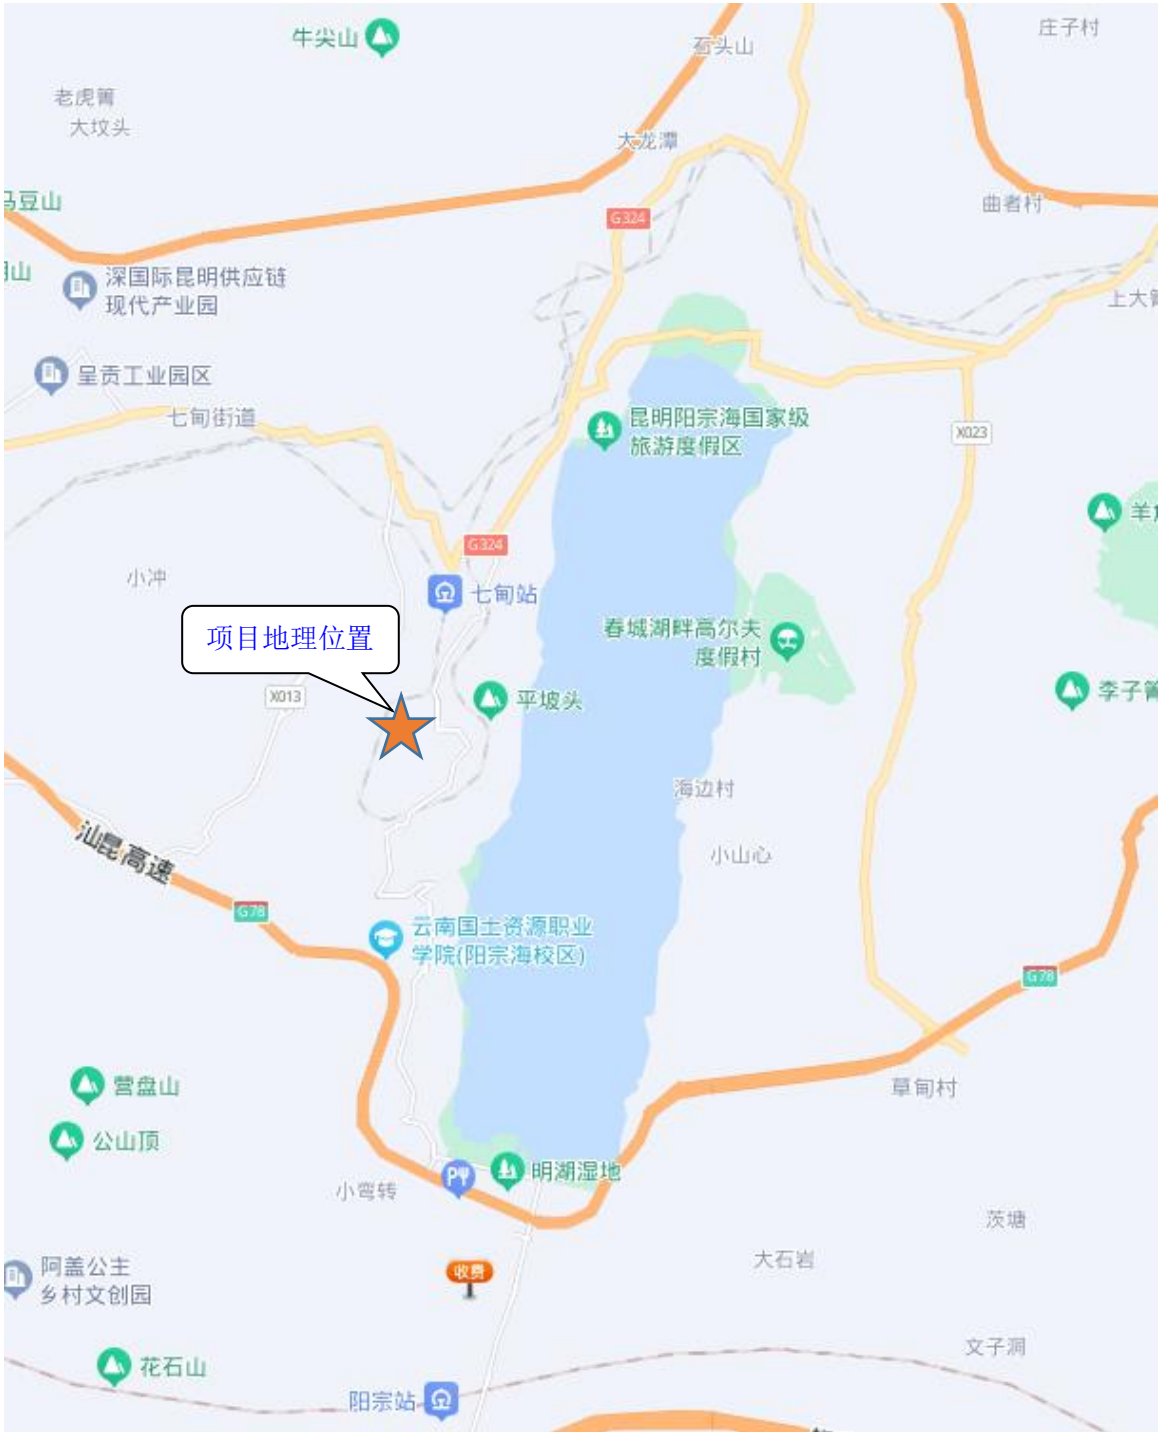 牛尖山
石头山
庄子村
老虎箐
大坟头
大龙潭
马豆山
曲者村
G324
深国际昆明供应链
现代产业园
上大箐
呈贡工业园区
七甸街道
昆明阳宗海国家级
旅游度假区
X023
G324
小冲
七甸站
项目地理位置
春城湖畔高尔夫
度假村
X013
平坡头
李子箐
海边村
汕昆高速
小山心
G78
云南国土资源职业
学院(阳宗海校区)
G78
营盘山
草甸村
公山顶
明湖湿地
小弯转
茨塘
阿盖公主
乡村文创园
大石岩
收费
文子洞
花石山
阳宗站